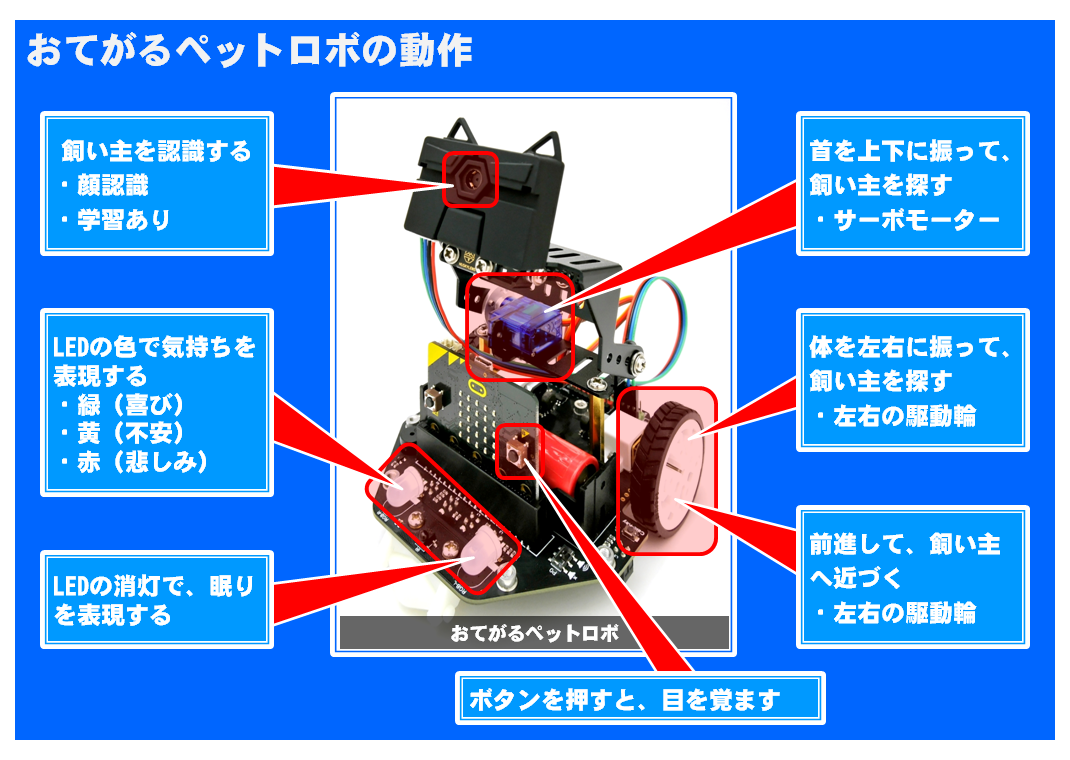 おてがるペットロボの動作
飼い主を認識する
・顔認識
・学習あり
首を上下に振って、
飼い主を探す
・サーボモーター
LEDの色で気持ちを
表現する
・緑（喜び）
・黄（不安）
・赤（悲しみ）
体を左右に振って、
飼い主を探す
・左右の駆動輪
LEDの消灯で、眠り
を表現する
前進して、飼い主
へ近づく
・左右の駆動輪
おてがるペットロボ
ボタンを押すと、目を覚ます